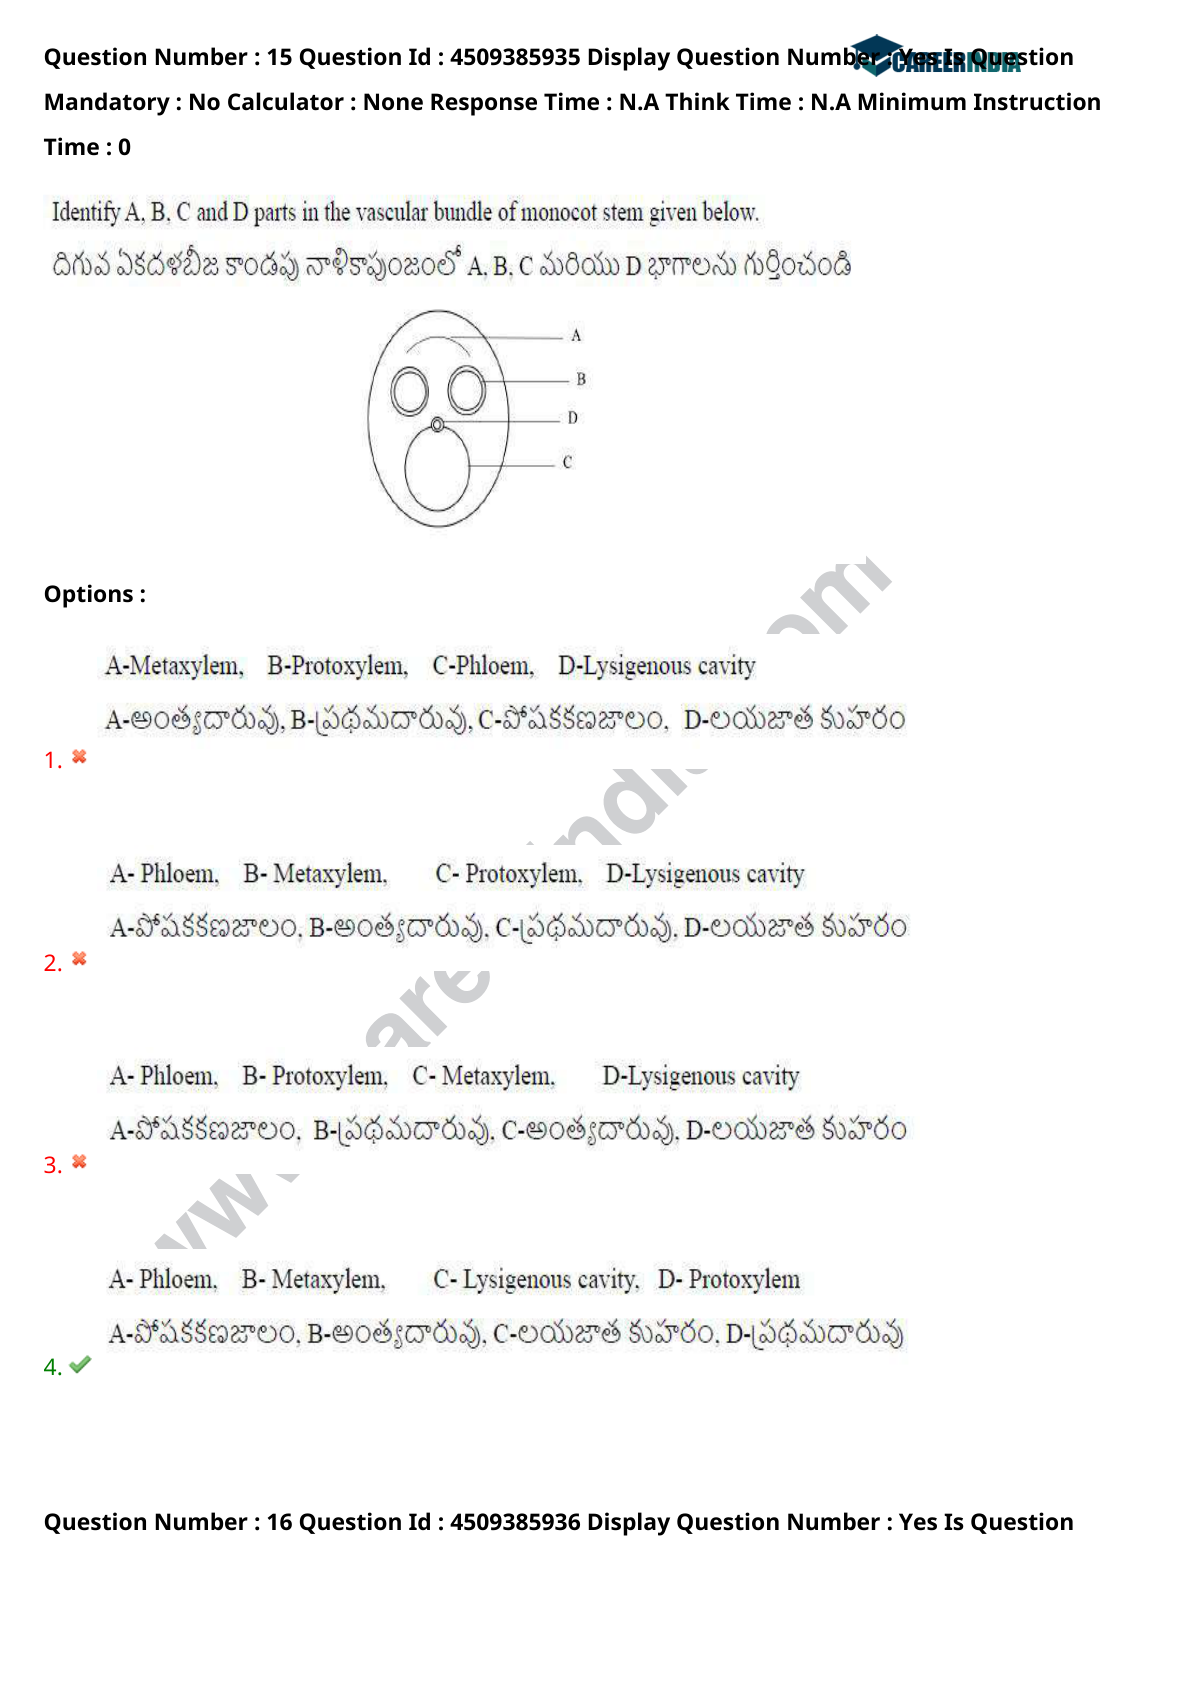 Question Number : 15 Question Id : 4509385935 Display Question Number : Yes Is Question
CAREERINDIA
Mandatory : No Calculator : None Response Time : N.A Think Time : N.A Minimum Instruction
Time : 0
Identify A, B, C and D parts in the vascular bundle of monocot stem given below.
దిగువ ఏకదళబీజ కాండపు నాళికాపుంజంలో A, B, C మరియు D భాగాలను గుర్తించండి
A
B
D
C
Options :
A-Metaxylem, B-Protoxylem, C-Phloem, D-Lysigenous cavity
A-అంత్యదారువు, B-ప్రథమదారువు, C-పోషకకణజాలం, D-లయజాత కుహరం
1.
A- Phloem, B- Metaxylem, C- Protoxylem, D-Lysigenous cavity
A-పోషకకణజాలం, B-అంత్యదారువు, C-ప్రథమదారువు, D-లయజాత కుహరం
2.
A- Phloem, B- Protoxylem, C- Metaxylem, D-Lysigenous cavity
A-పోషకకణజాలం, B-ప్రథమదారువు, C-అంత్యదారువు, D-లయజాత కుహరం
3.
A- Phloem, B- Metaxylem, C- Lysigenous cavity, D- Protoxylem
A-పోషకకణజాలం, B-అంత్యదారువు, C-లయజాత కుహరం, D-ప్రథమదారువు
4.
Question Number : 16 Question Id : 4509385936 Display Question Number : Yes Is Question